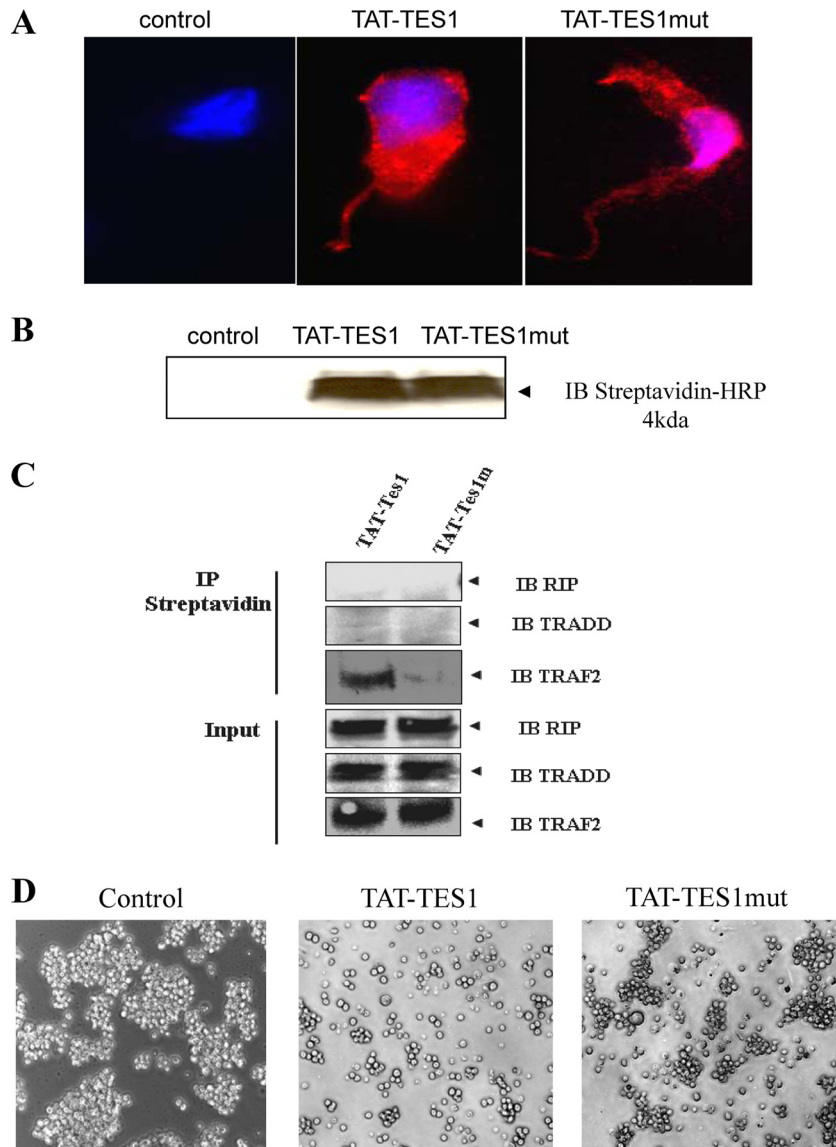 A
control TAT-TES1 TAT-TES1mut
B
control TAT-TES1 TAT-TES1mut
IB Streptavidin-HRP
4kda
C
TAT-Tes1 TAT-Tes1m
IP
Streptavidin
IB RIP
IB TRADD
IB TRAF2
Input
IB RIP
IB TRADD
IB TRAF2
D
Control TAT-TES1 TAT-TES1mut